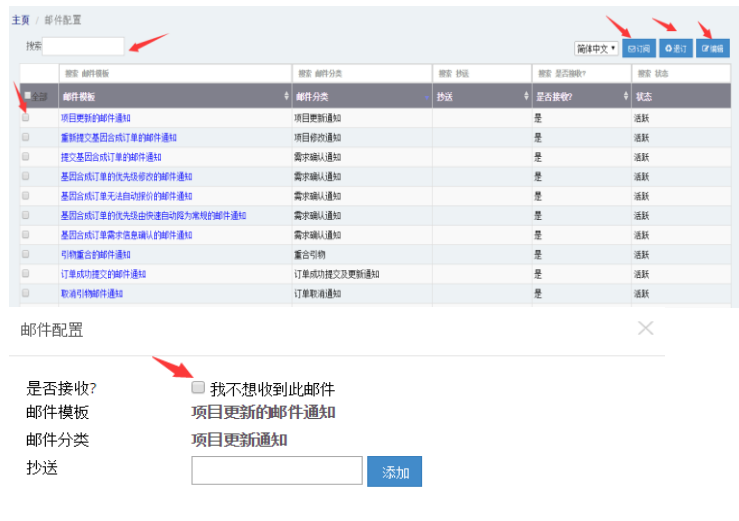 主页 / 邮件配置
搜索
简体中文 订阅 退订 编辑
搜索 邮件模板 搜索 邮件分类 搜索 抄送 搜索 是否接收? 搜索 状态
全部 邮件模板 邮件分类 抄送 是否接收? 状态
项目更新的邮件通知 项目更新通知 是 活跃
重新提交基因合成订单的邮件通知 项目修改通知 是 活跃
提交基因合成订单的邮件通知 需求确认通知 是 活跃
基因合成订单的优先级修改的邮件通知 需求确认通知 是 活跃
基因合成订单无法自动报价的邮件通知 需求确认通知 是 活跃
基因合成订单的优先级由快速自动降为常规的邮件通知 需求确认通知 是 活跃
基因合成订单需求信息确认的邮件通知 需求确认通知 是 活跃
引物重合的邮件通知 重合引物 是 活跃
订单成功提交的邮件通知 订单成功提交及更新通知 是 活跃
取消引物邮件通知 订单取消通知 是 活跃
邮件配置
是否接收? 我不想收到此邮件
邮件模板 项目更新的邮件通知
邮件分类 项目更新通知
抄送 添加